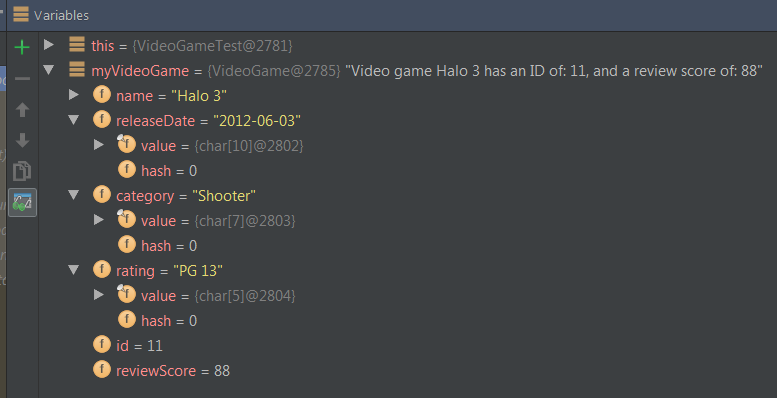 Variables
this = {VideoGameTest@2781}
myVideoGame = {VideoGame@2785} "Video game Halo 3 has an ID of: 11, and a review score of: 88"
f name = "Halo 3"
f releaseDate = "2012-06-03"
f value = {char[10]@2802}
f hash = 0
f category = "Shooter"
f value = {char[7]@2803}
f hash = 0
f rating = "PG 13"
f value = {char[5]@2804}
f hash = 0
f id = 11
f reviewScore = 88